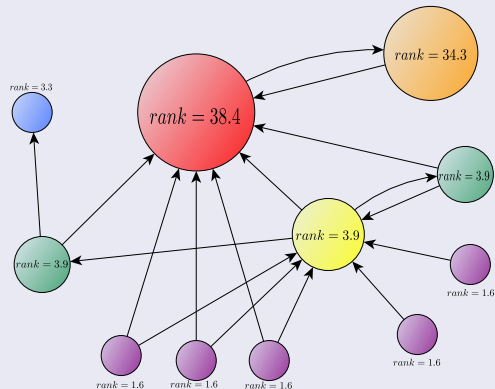 rank = 34.3
rank = 3.3
rank = 38.4
rank = 3.9
rank = 3.9
rank = 3.9
rank = 1.6
rank = 1.6
rank = 1.6
rank = 1.6
rank = 1.6